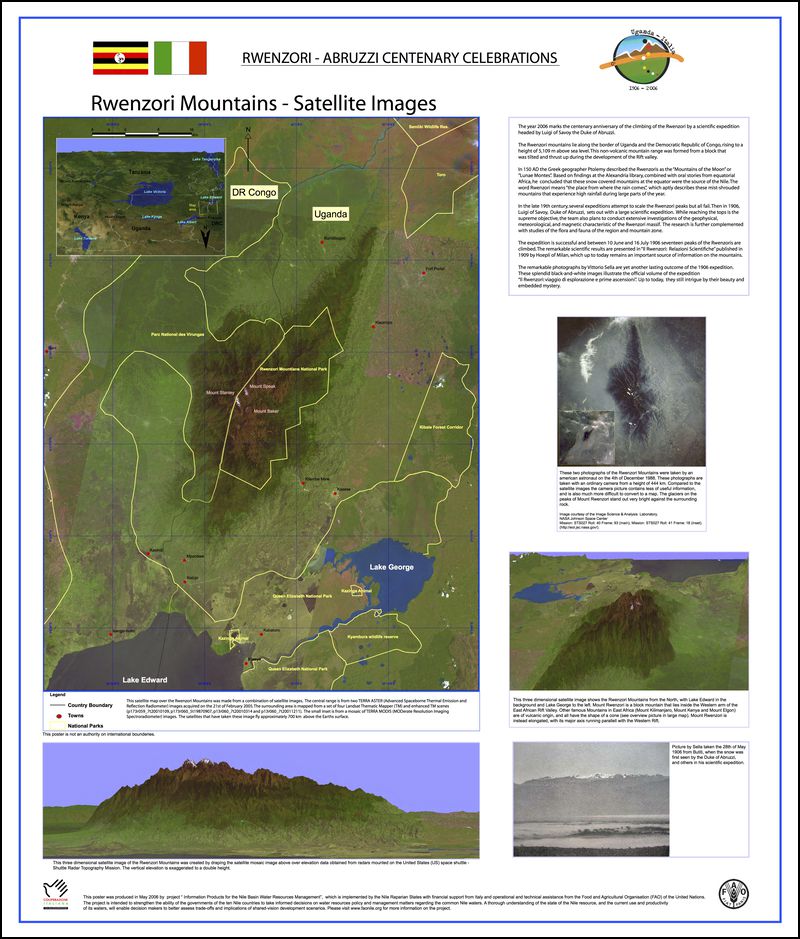 RWENZORI - ABRUZZI CENTENARY CELEBRATIONS
Uganda - Italia
1906 - 2006
Rwenzori Mountains - Satellite Images
N
Semliki Wildlife Res.
Toro
Lake Tanganyika
Tanzania
Lake Victoria
Lake Edward
Kenya
Lake Kyoga
Lake Albert
Uganda
DRC
Lake Turkana
DR Congo
Uganda
Bundibugyo
Fort Portal
Parc National des Virungas
Kasenyo
Rwenzori Mountains National Park
Mount Stanley
Mount Speak
Mount Baker
Kibale Forest Corridor
Kilembe Mine
Kasese
Kasindi
Mpondwe
Lake George
Queen Elizabeth National Park
Kazinga Animal
Kyambura wildlife reserve
Kazinga Animal
Katunguru
Queen Elizabeth National Park
Lake Edward
Legend
Country Boundary
Towns
National Parks
This satellite map over the Rwenzori Mountains was made from a combination of satellite images. The central range is from two TERRA ASTER (Advanced Spaceborne Thermal Emission and
Reflection Radiometer) images acquired on the 21st of February 2005. The surrounding area is mapped from a set of four Landsat Thematic Mapper (TM) and enhanced TM scenes
The small inset is from a mosaic of TERRA MODIS (MODerate Resolution Imaging
Spectroradiometer) images. The satellites that have taken these image fly approximately 700 km above the Earths surface.
This poster is not an authority on international boundaries.
This three dimensional satellite image of the Rwenzori Mountains was created by draping the satellite mosaic image above over elevation data obtained from radars mounted on the United States (US) space shuttle -
Shuttle Radar Topography Mission. The vertical elevation is exaggerated to a double height.
The year 2006 marks the centenary anniversary of the climbing of the Rwenzori by a scientific expedition
headed by Luigi of Savoy the Duke of Abruzzi.
The Rwenzori Mountains lie along the border of Uganda and the Democratic Republic of Congo, rising to a
height of 5,109 m above sea level. This non-volcanic mountain range was formed from a block that
was tilted and thrust up during the development of the Rift valley.
In 150 AD the Greek geographer Ptolemy described the Rwenzoris as the "Mountains of the Moon" or
"Lunae Montes". Based on findings at the Alexandria library, combined with oral stories from equatorial
Africa, he concluded that these snow covered mountains at the equator were the source of the Nile. The
word Rwenzori means "the place from where the rain comes", which aptly describes these mist-shrouded
mountains that experience high rainfall during large parts of the year.
In the late 19th century, several expeditions attempt to scale the Rwenzori peaks but all fail. Then in 1906,
Luigi of Savoy, Duke of Abruzzi, sets out with a large scientific expedition. While reaching the tops is the
supreme objective, the team also plans to conduct extensive investigations of the geophysical,
meteorological, and magnetic characteristic of the Rwenzori Massif. The research is further complemented
with studies of the flora and fauna of the region and mountain zone.
The expedition is successful and between 10 June and 16 July 1906 seventeen peaks of the Rwenzoris are
climbed. The remarkable scientific results are presented in "Il Rwenzori: Relazioni Scientifiche" published in
1909 by Hoepli of Milan, which up to today remains an important source of information on the mountains.
The remarkable photographs by Vittorio Sella are yet another lasting outcome of the 1906 expedition.
These splendid black-and-white images illustrate the official volume of the expedition
"Il Rwenzori viaggio di esplorazione e prime ascensioni". Up to today, they still intrigue by their beauty and
embedded mystery.
These two photographs of the Rwenzori Mountains were taken by an
american astronaut on the 4th of December 1988. These photographs are
taken with an ordinary camera from a height of 444 km. Compared to the
satellite images the camera picture contains less of useful information,
and is also much more difficult to convert to a map. The glaciers on the
peaks of Mount Rwenzori stand out very bright against the surrounding
rock.
Image courtesy of the Image Science & Analysis Laboratory,
NASA Johnson Space Center
Mission: STS027 Roll: 40 Frame: 93 (main), Mission: STS027 Roll: 41 Frame: 18 (inset).
(http://eol.jsc.nasa.gov/)
This three dimensional satellite image shows the Rwenzori Mountains from the North, with Lake Edward in the
background and Lake George to the left. Mount Rwenzori is a block mountain that lies inside the Western arm of the
East African Rift Valley. Other famous Mountains in East Africa (Mount Kilimanjaro, Mount Kenya and Mount Elgon)
are of volcanic origin, and all have the shape of a cone (see overview picture in large map). Mount Rwenzori is
instead elongated, with its major axis running parallell with the Western Rift.
Picture by Sella taken the 28th of May
1906 from Butiti, when the snow was
first seen by the Duke of Abruzzi,
and others in his scientific expedition.
COOPERAZIONE
ITALIANA
This poster was produced in May 2006 by project " Information Products for the Nile Basin Water Resources Management", which is implemented by the Nile Riparian States with financial support from Italy and operational and technical assistance from the Food and Agricultural Organisation (FAO) of the United Nations.
The project is intended to strengthen the ability of the governments of the ten Nile countries to take informed decisions on water resources policy and management matters regarding the common Nile waters. A thorough understanding of the state of the Nile resource, and the current use and productivity
of its waters, will enable decision makers to better assess trade-offs and implications of shared-vision development scenarios. Please visit www.faonile.org for more information on the project.
FAO